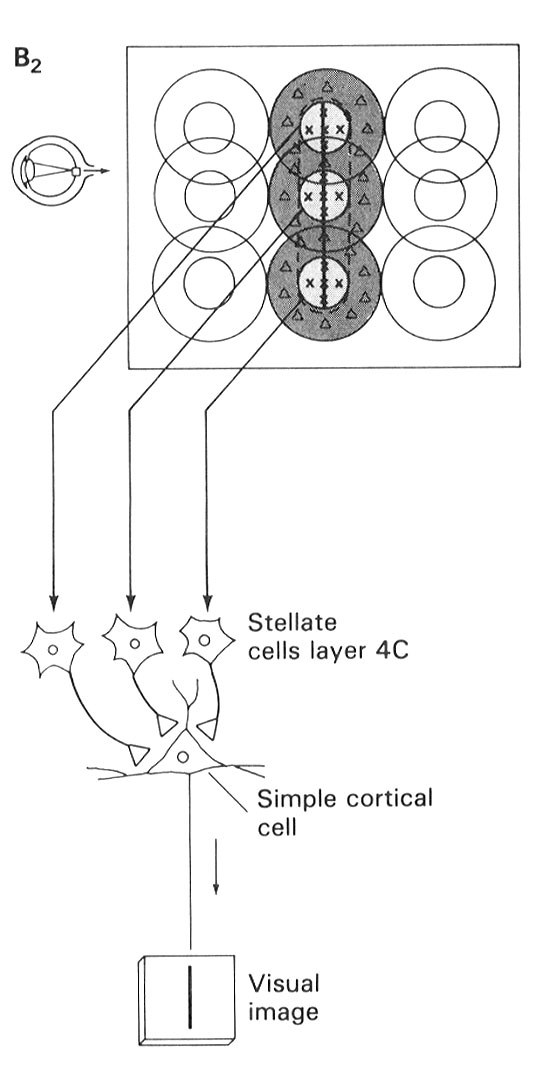 B2
Stellate
cells layer 4C
Simple cortical
cell
Visual
image